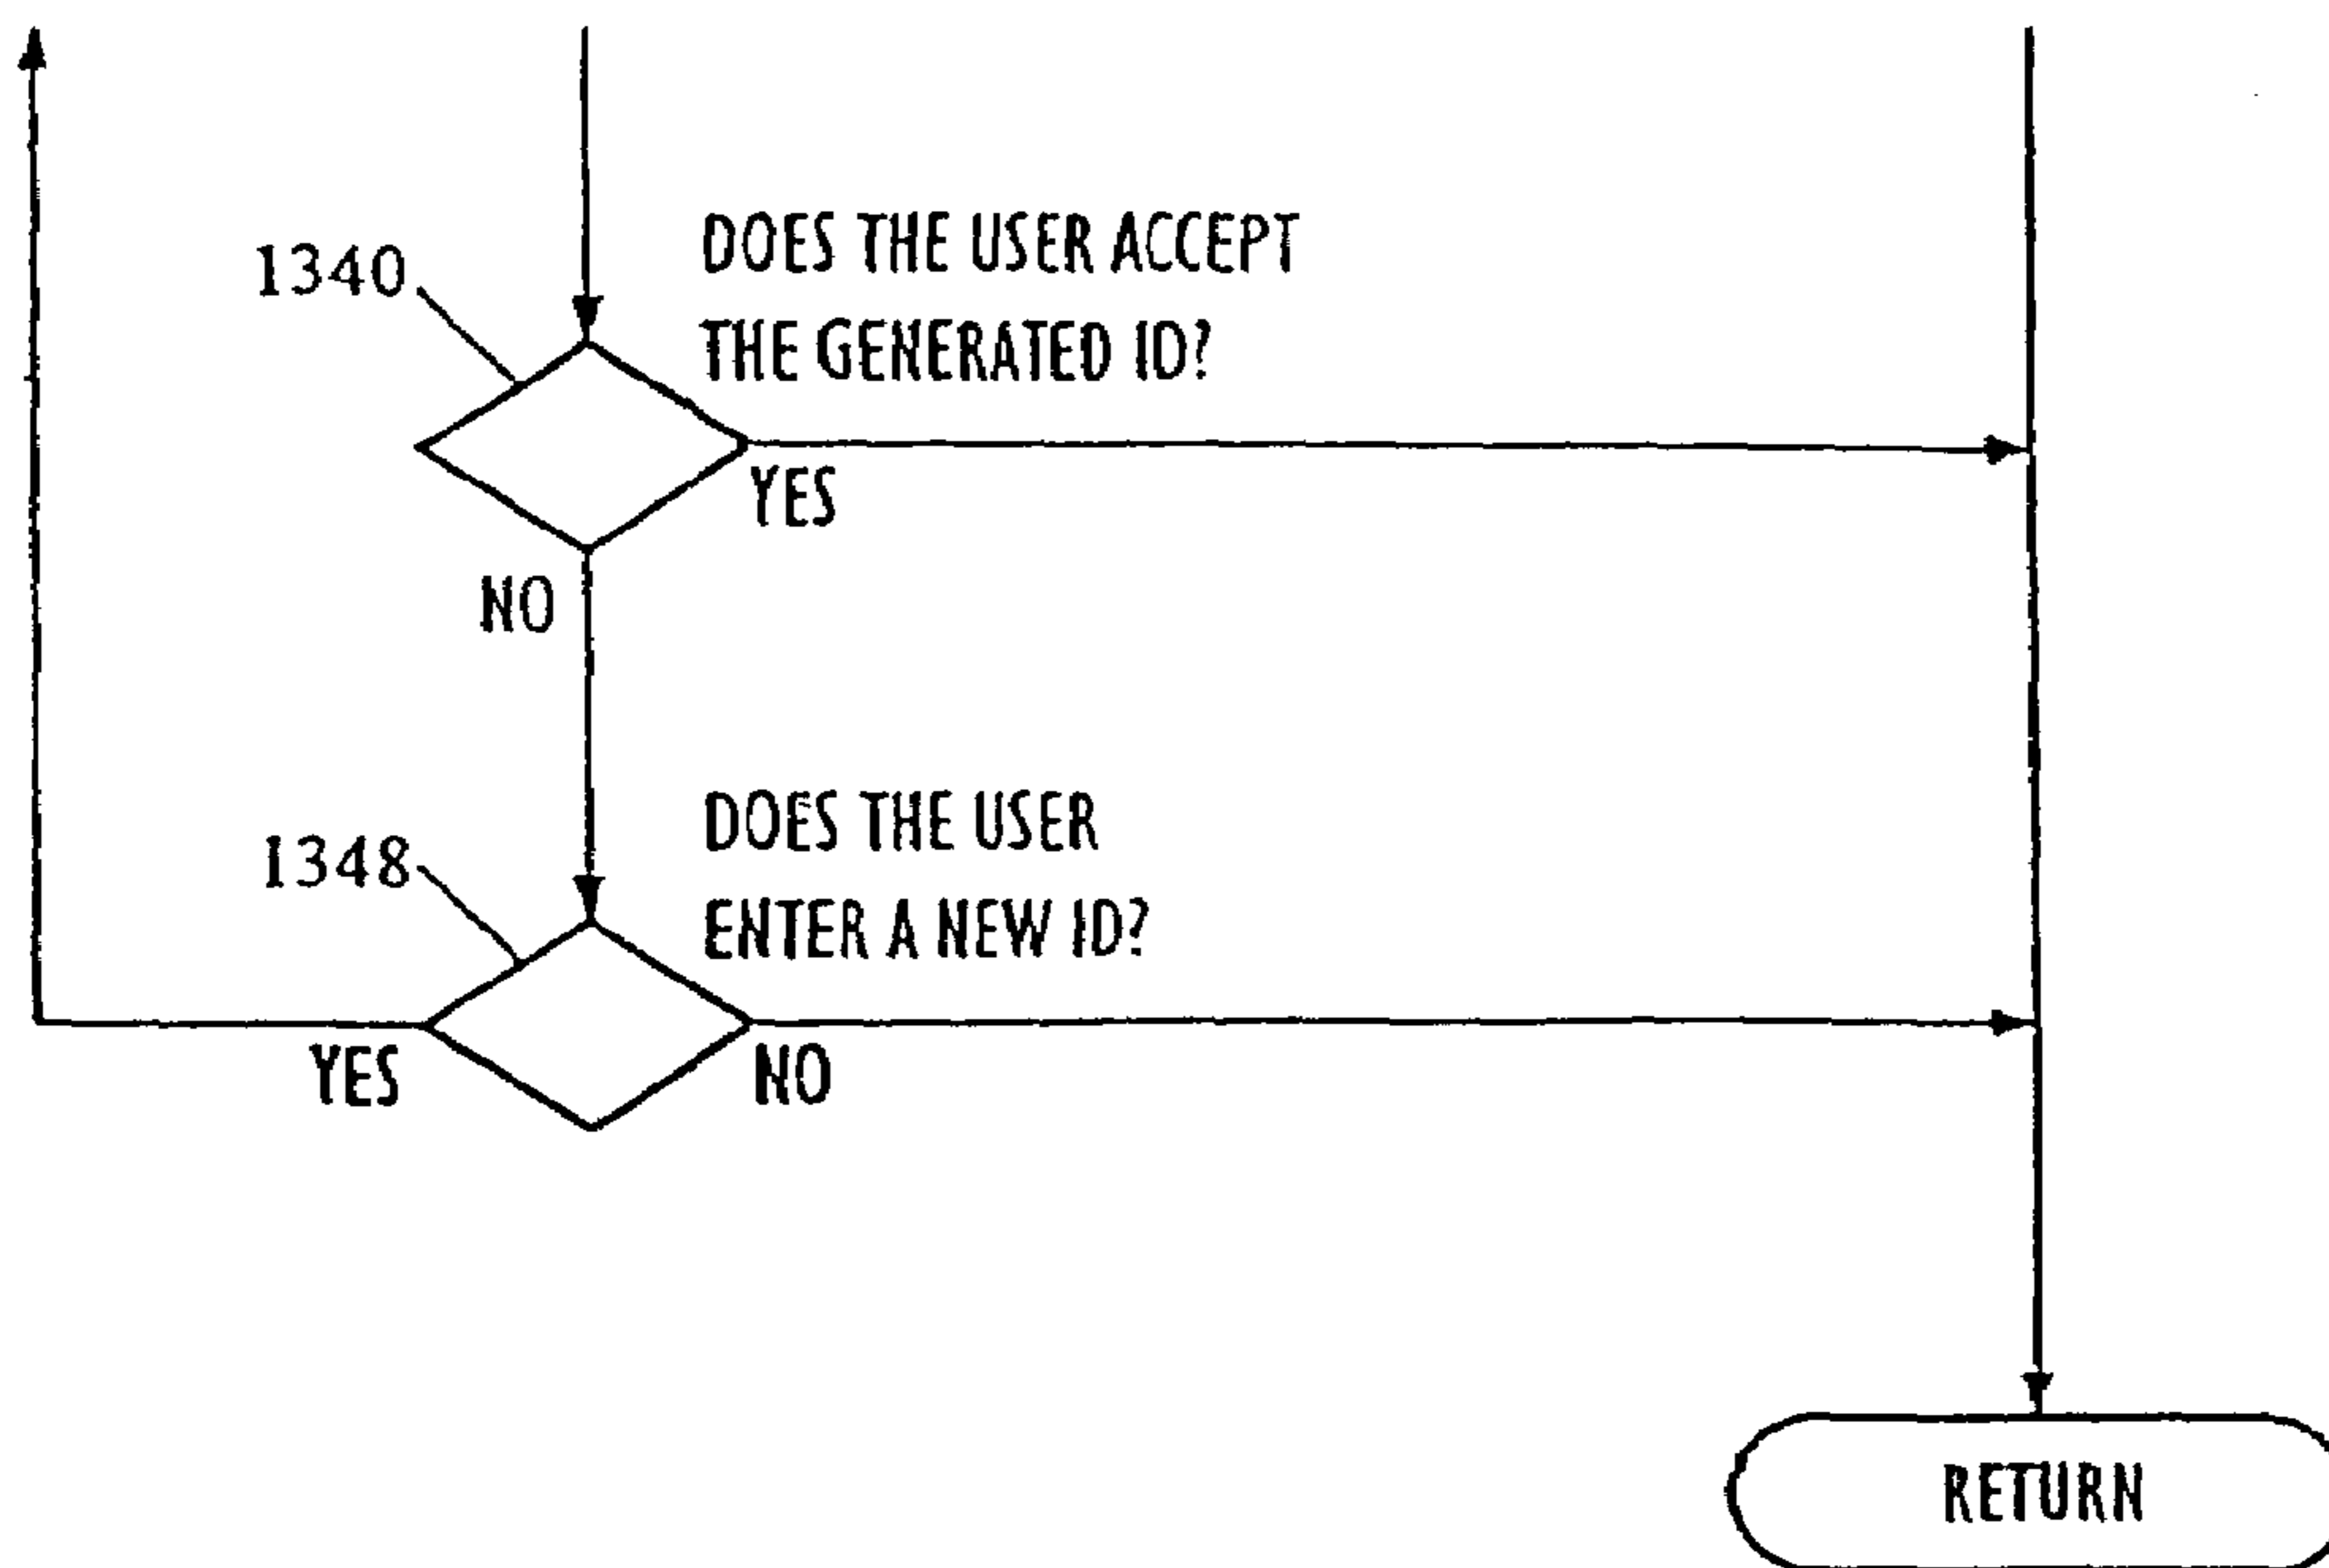 DOES THE USER ACCEPT
1340
THE GENERATED ID?
YES
NO
DOES THE USER
1348
ENTER A NEW ID?
YES
NO
RETURN